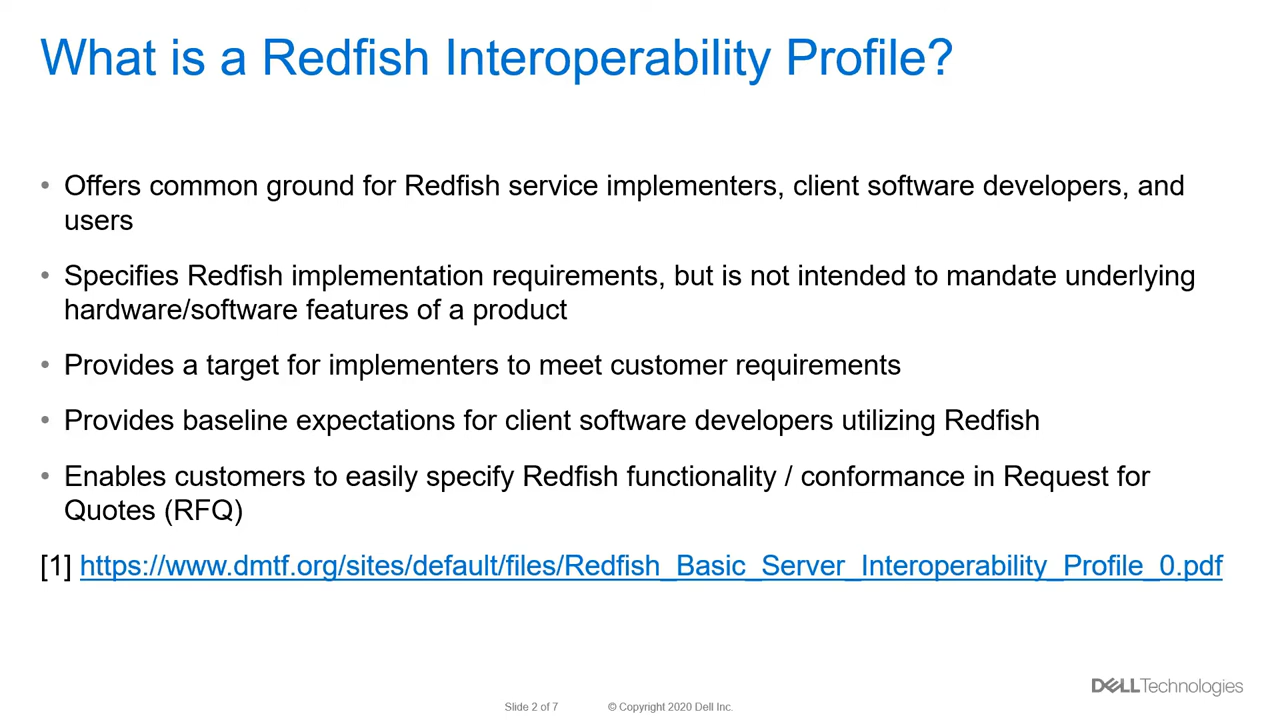 What is a Redfish Interoperability Profile?
• Offers common ground for Redfish service implementers, client software developers, and
users
• Specifies Redfish implementation requirements, but is not intended to mandate underlying
hardware/software features of a product
• Provides a target for implementers to meet customer requirements
• Provides baseline expectations for client software developers utilizing Redfish
• Enables customers to easily specify Redfish functionality / conformance in Request for
Quotes (RFQ)
[1] https://www.dmtf.org/sites/default/files/Redfish_Basic_Server_Interoperability_Profile_0.pdf
DELLTechnologies
Slide 2 of 7 © Copyright 2020 Dell Inc.